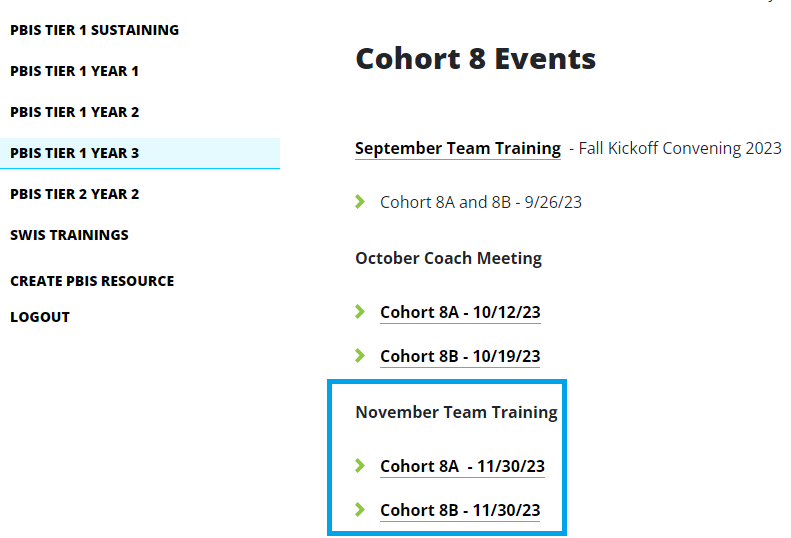 PBIS TIER 1 SUSTAINING
PBIS TIER 1 YEAR 1
PBIS TIER 1 YEAR 2
PBIS TIER 1 YEAR 3
PBIS TIER 2 YEAR 2
SWIS TRAININGS
CREATE PBIS RESOURCE
LOGOUT
Cohort 8 Events
September Team Training - Fall Kickoff Convening 2023
Cohort 8A and 8B - 9/26/23
October Coach Meeting
Cohort 8A - 10/12/23
Cohort 8B - 10/19/23
November Team Training
Cohort 8A - 11/30/23
Cohort 8B - 11/30/23